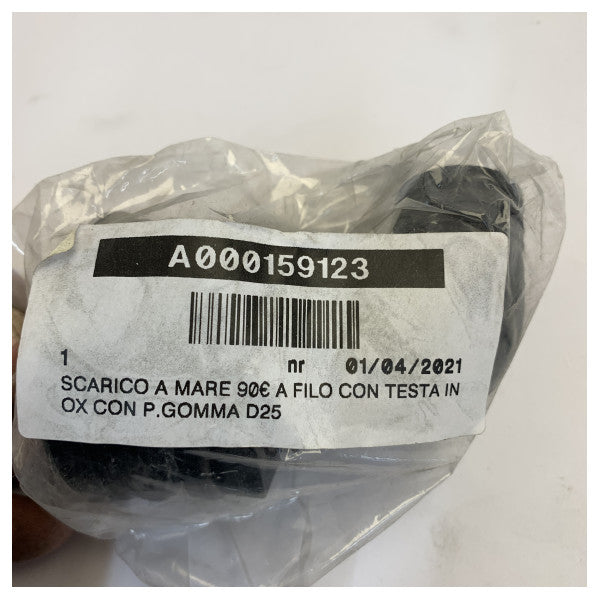 A000159123
1 nr 01/04/2021
SCARICO A MARE 90€ A FILO CON TESTA IN
OX CON P.GOMMA D25